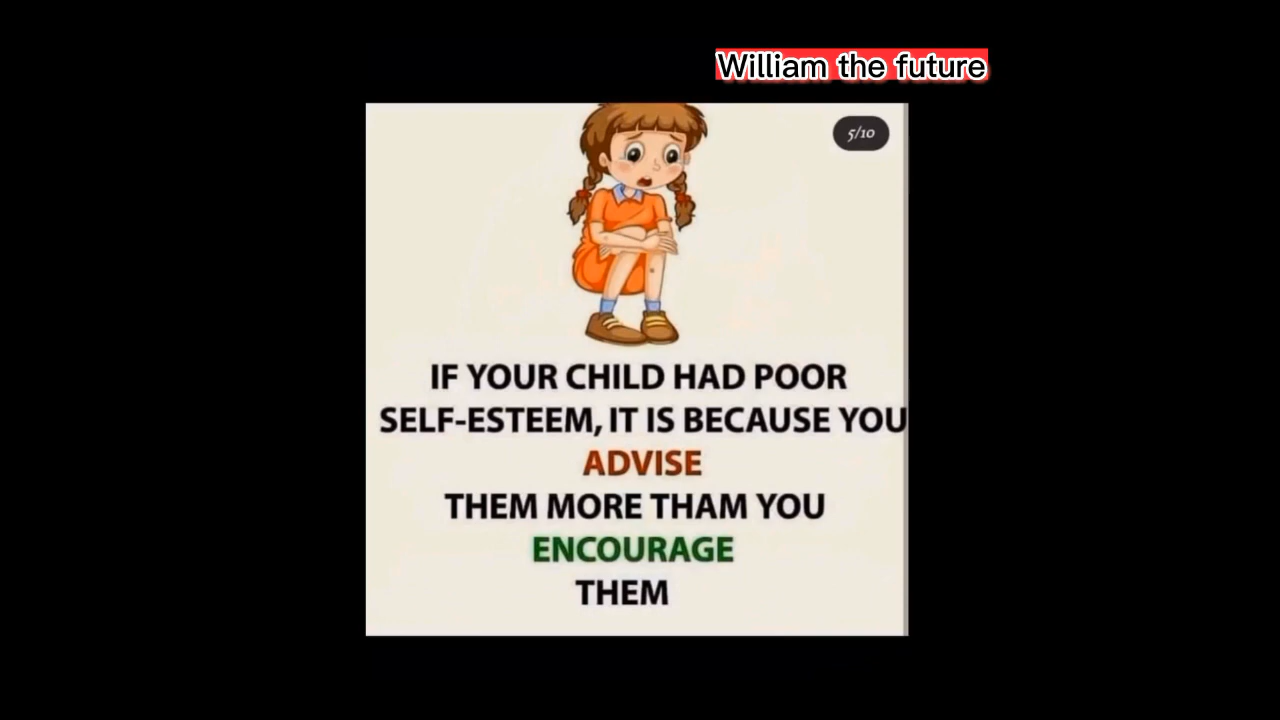 William the future
5/10
IF YOUR CHILD HAD POOR
SELF-ESTEEM, IT IS BECAUSE YOU
ADVISE
THEM MORE THAM YOU
ENCOURAGE
THEM